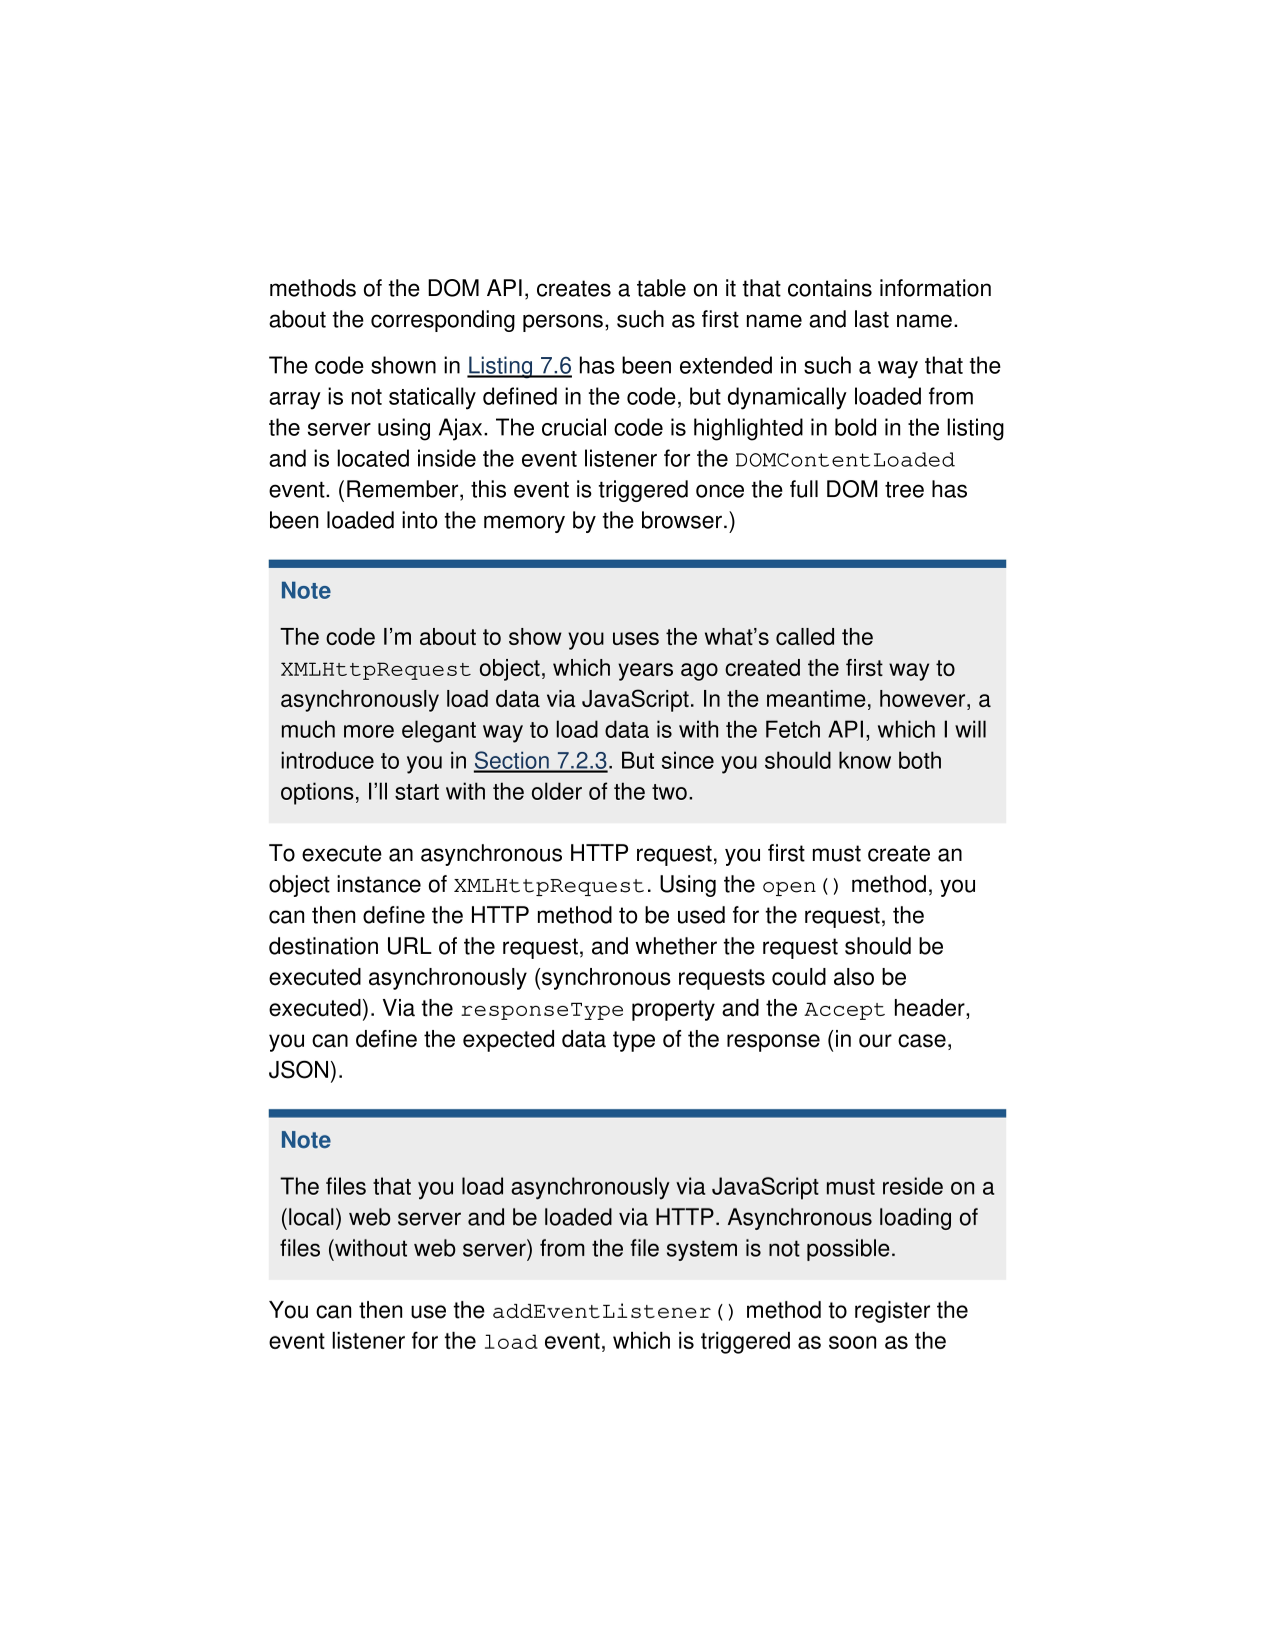 methods of the DOM API, creates a table on it that contains information
about the corresponding persons, such as first name and last name.
The code shown in Listing 7.6 has been extended in such a way that the
array is not statically defined in the code, but dynamically loaded from
the server using Ajax. The crucial code is highlighted in bold in the listing
and is located inside the event listener for the DOMContentLoaded
event. (Remember, this event is triggered once the full DOM tree has
been loaded into the memory by the browser.)
Note
The code I’m about to show you uses the what’s called the
XMLHttpRequest object, which years ago created the first way to
asynchronously load data via JavaScript. In the meantime, however, a
much more elegant way to load data is with the Fetch API, which I will
introduce to you in Section 7.2.3. But since you should know both
options, I’ll start with the older of the two.
To execute an asynchronous HTTP request, you first must create an
object instance of XMLHttpRequest. Using the open() method, you
can then define the HTTP method to be used for the request, the
destination URL of the request, and whether the request should be
executed asynchronously (synchronous requests could also be
executed). Via the responseType property and the Accept header,
you can define the expected data type of the response (in our case,
JSON).
Note
The files that you load asynchronously via JavaScript must reside on a
(local) web server and be loaded via HTTP. Asynchronous loading of
files (without web server) from the file system is not possible.
You can then use the addEventListener() method to register the
event listener for the load event, which is triggered as soon as the